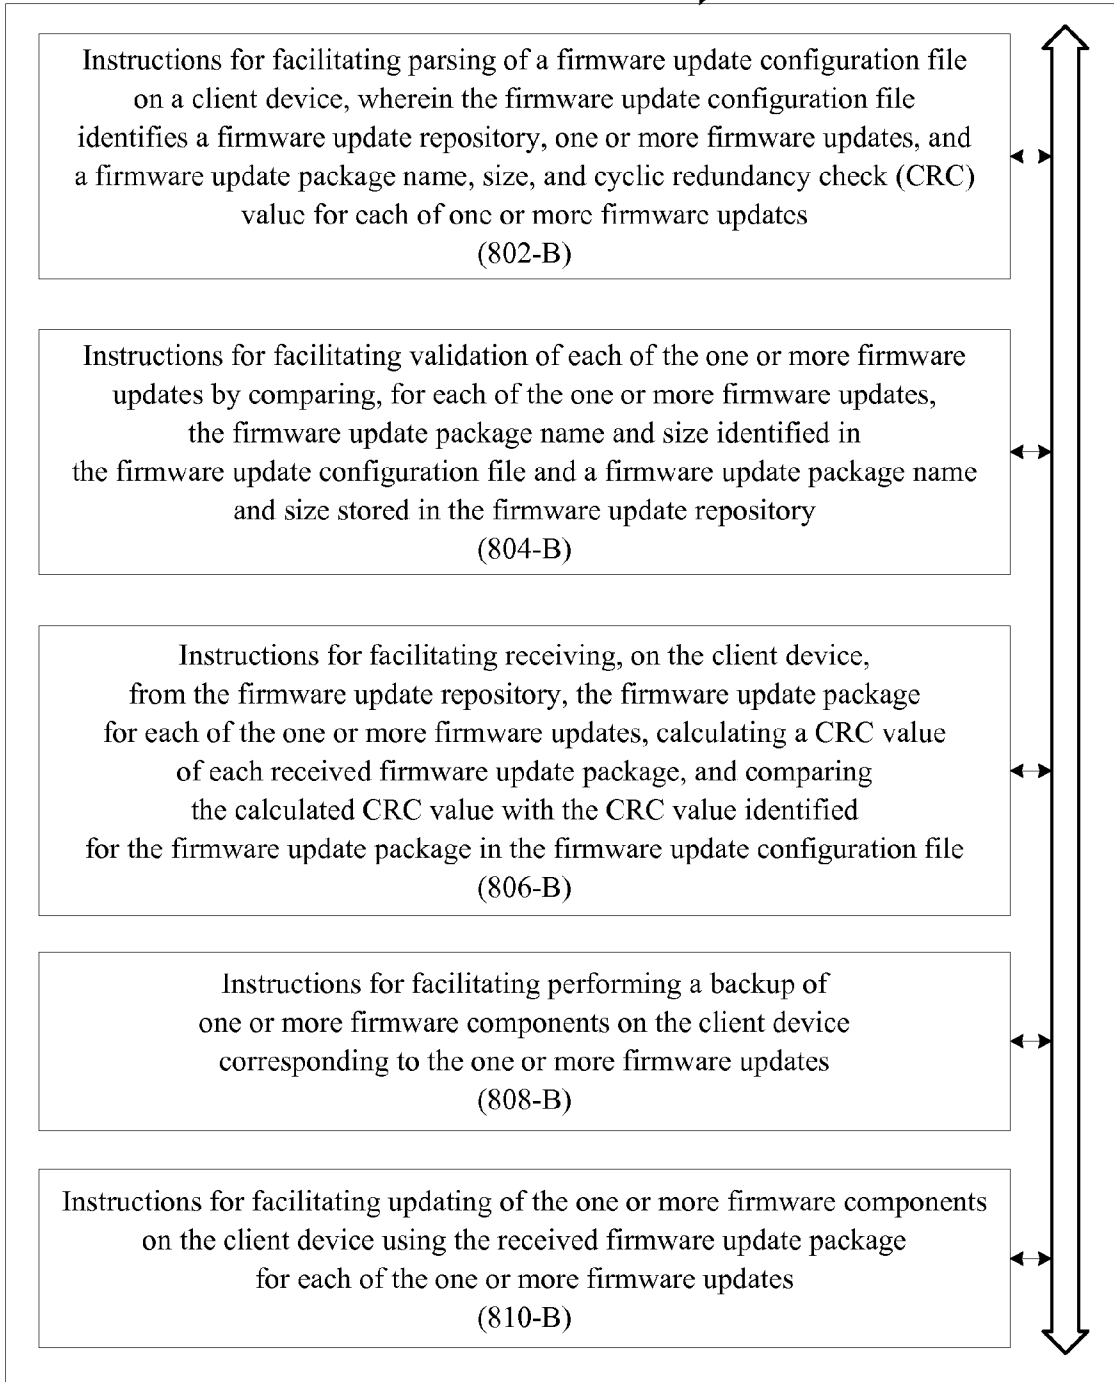 Instructions for facilitating parsing of a firmware update configuration file
on a client device, wherein the firmware update configuration file
identifies a firmware update repository, one or more firmware updates, and
a firmware update package name, size, and cyclic redundancy check (CRC)
value for each of one or more firmware updates
(802-B)
Instructions for facilitating validation of each of the one or more firmware
updates by comparing, for each of the one or more firmware updates,
the firmware update package name and size identified in
the firmware update configuration file and a firmware update package name
and size stored in the firmware update repository
(804-B)
Instructions for facilitating receiving, on the client device,
from the firmware update repository, the firmware update package
for each of the one or more firmware updates, calculating a CRC value
of each received firmware update package, and comparing
the calculated CRC value with the CRC value identified
for the firmware update package in the firmware update configuration file
(806-B)
Instructions for facilitating performing a backup of
one or more firmware components on the client device
corresponding to the one or more firmware updates
(808-B)
Instructions for facilitating updating of the one or more firmware components
on the client device using the received firmware update package
for each of the one or more firmware updates
(810-B)